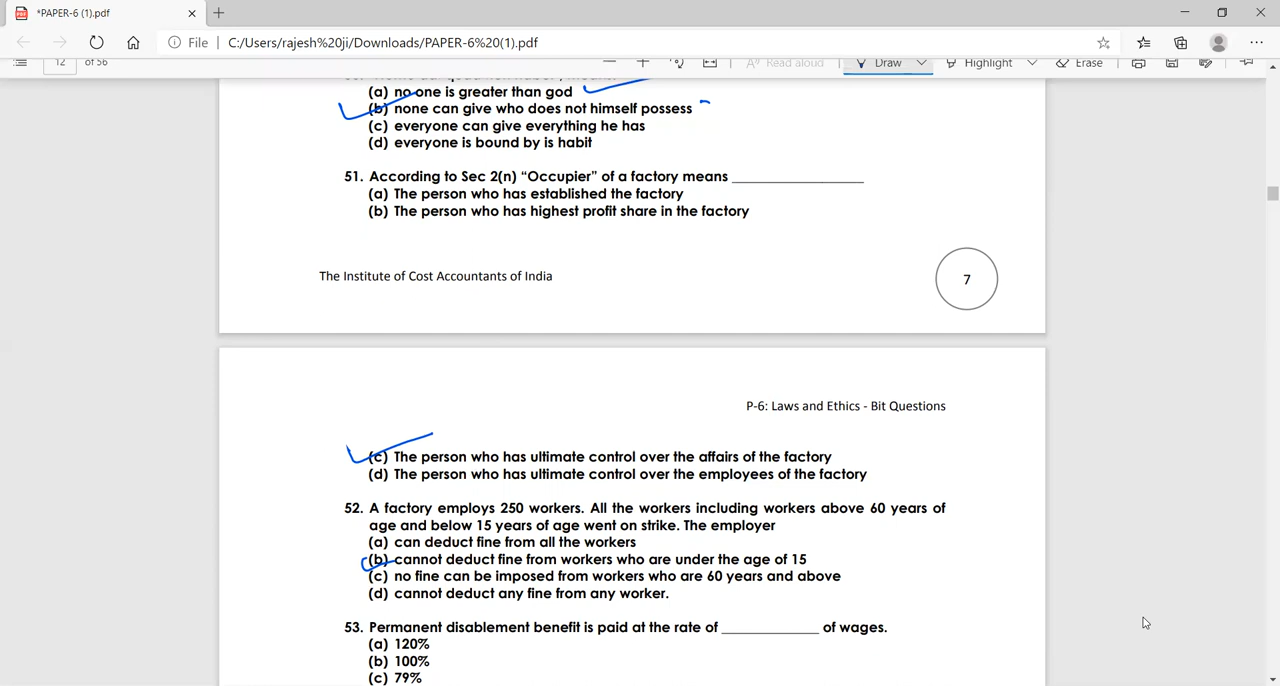 *PAPER-6 (1).pdf
File C:/Users/rajesh%20ji/Downloads/PAPER-6%20(1).pdf
12 of 56 Read aloud Draw Highlight Erase
(a) no one is greater than god
(b) none can give who does not himself possess
(c) everyone can give everything he has
(d) everyone is bound by is habit
51. According to Sec 2(n) “Occupier” of a factory means ___________________
(a) The person who has established the factory
(b) The person who has highest profit share in the factory
The Institute of Cost Accountants of India
7
P-6: Laws and Ethics - Bit Questions
(c) The person who has ultimate control over the affairs of the factory
(d) The person who has ultimate control over the employees of the factory
52. A factory employs 250 workers. All the workers including workers above 60 years of
age and below 15 years of age went on strike. The employer
(a) can deduct fine from all the workers
(b) cannot deduct fine from workers who are under the age of 15
(c) no fine can be imposed from workers who are 60 years and above
(d) cannot deduct any fine from any worker.
53. Permanent disablement benefit is paid at the rate of ______________ of wages.
(a) 120%
(b) 100%
(c) 79%